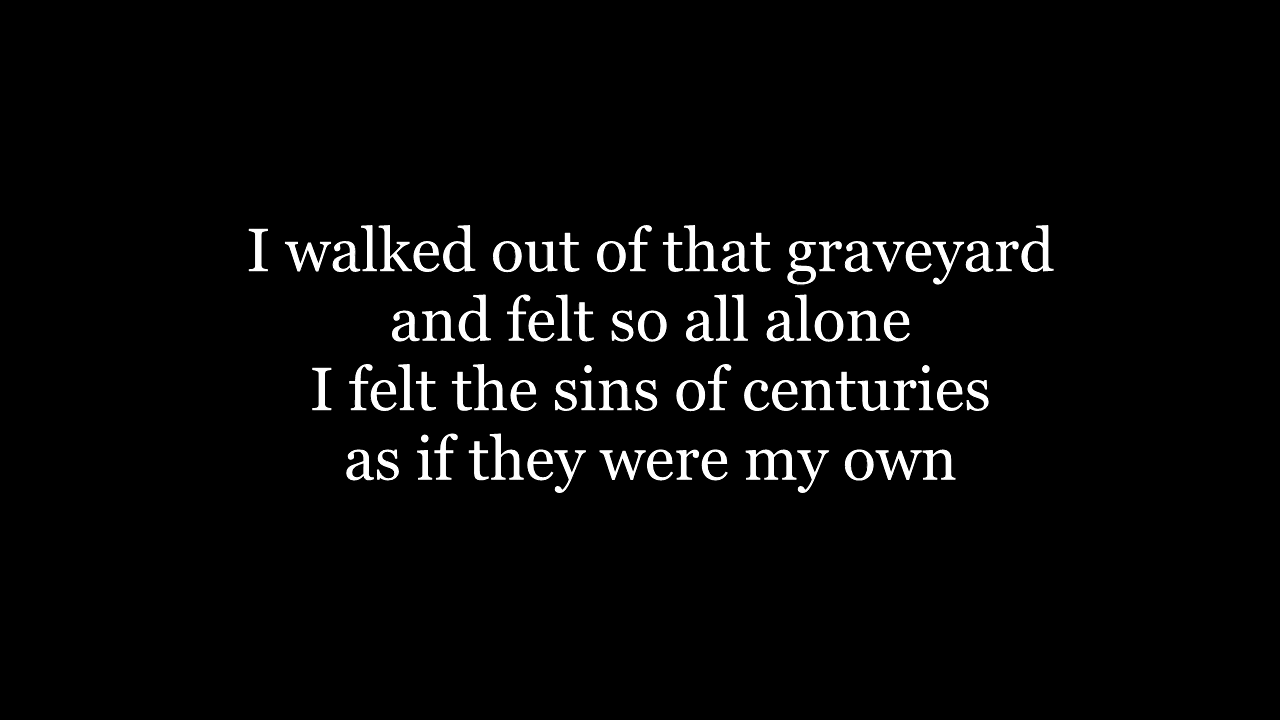 I walked out of that graveyard
and felt so all alone
I felt the sins of centuries
as if they were my own